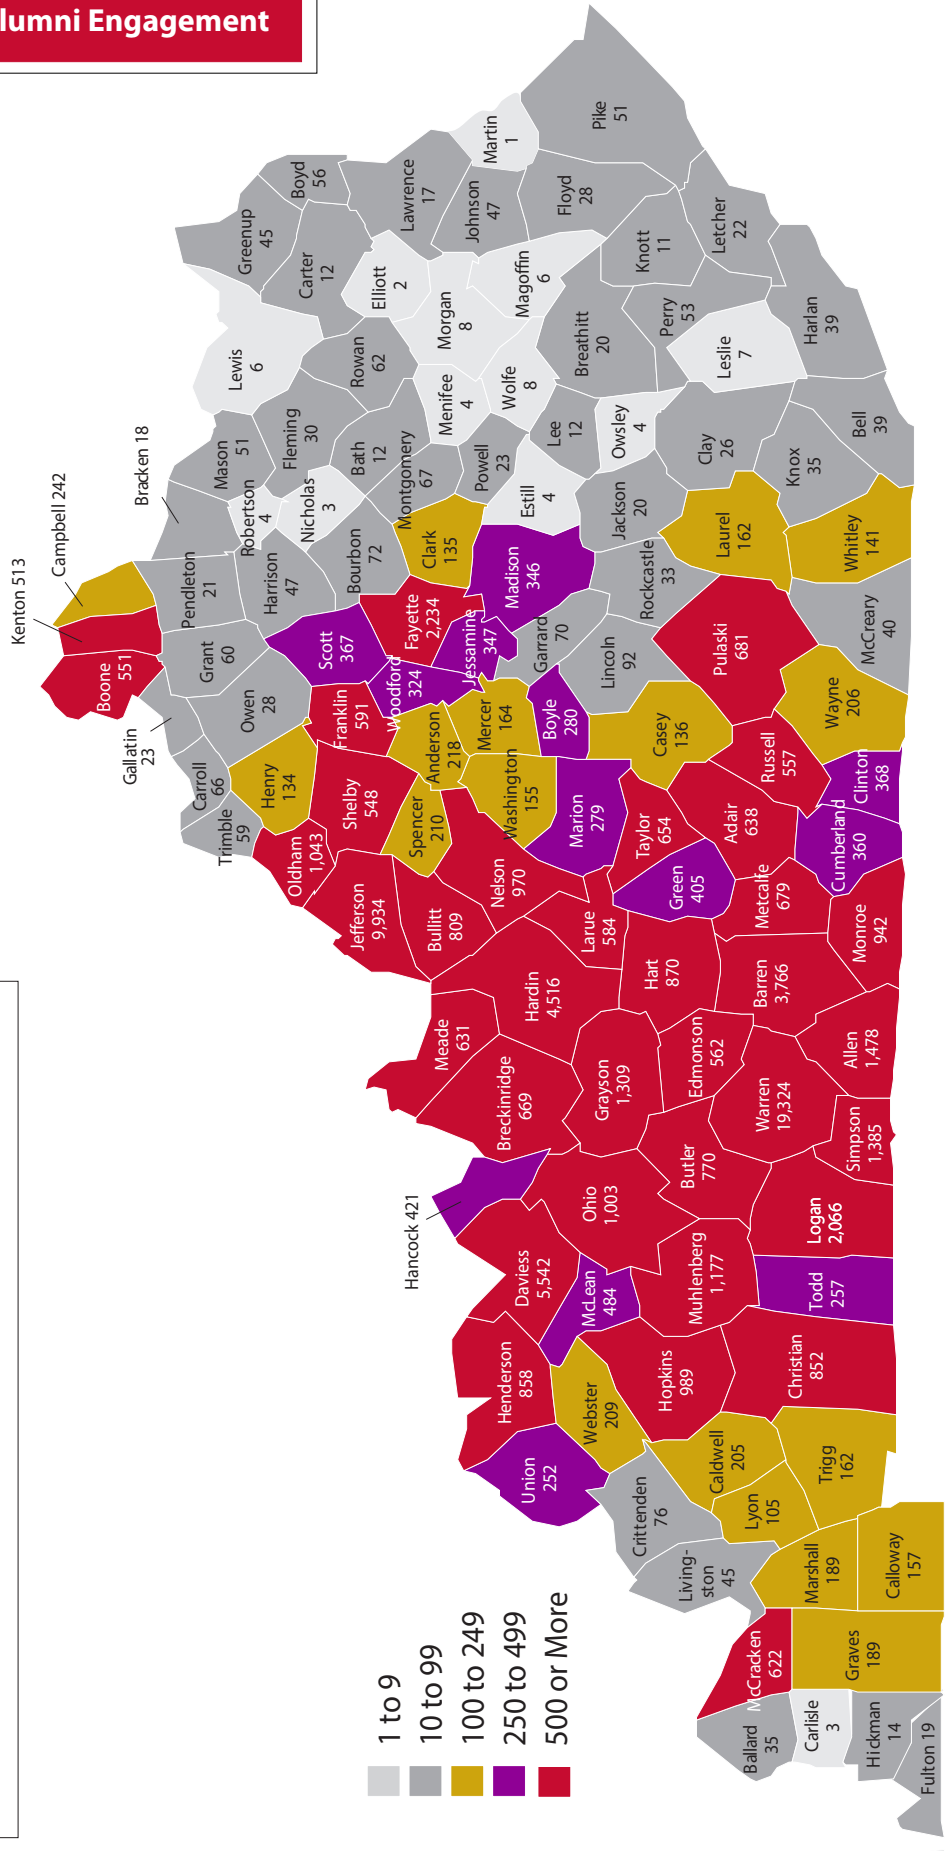 lumni Engagement
Kenton 513
Campbell 242
Bracken 18
Boone
551
Gallatin
23
Pendleton
21
Grant
60
Carroll
66
Trimble
59
Owen
28
Henry
134
Oldham
1,043
Robertson
4
Mason
51
Lewis
6
Greenup
45
Boyd
56
Carter
12
Fleming
30
Nicholas
3
Harrison
47
Scott
367
Franklin
591
Shelby
548
Jefferson
9,934
Bourbon
72
Bath
12
Rowan
62
Elliott
2
Lawrence
17
Martin
1
Johnson
47
Morgan
8
Menifee
4
Montgomery
67
Clark
135
Fayette
2,234
Woodford
324
Jessamine
347
Anderson
218
Spencer
210
Bullitt
809
Meade
631
Hancock 421
Breckinridge
669
Hardin
4,516
Nelson
970
Washington
155
Mercer
164
Boyle
280
Garrard
70
Madison
346
Estill
4
Powell
23
Wolfe
8
Magoffin
6
Floyd
28
Pike
51
Knott
11
Breathitt
20
Lee
12
Owsley
4
Jackson
20
Rockcastle
33
Lincoln
92
Casey
136
Marion
279
Taylor
654
Larue
584
Green
405
Hart
870
Grayson
1,309
Ohio
1,003
Daviess
5,542
McLean
484
Henderson
858
Union
252
Webster
209
Hopkins
989
Muhlenberg
1,177
Butler
770
Edmonson
562
Warren
19,324
Barren
3,766
Metcalfe
679
Adair
638
Russell
557
Pulaski
681
Laurel
162
Clay
26
Perry
53
Leslie
7
Letcher
22
Harlan
39
Bell
39
Knox
35
Whitley
141
McCreary
40
Wayne
206
Clinton
368
Cumberland
360
Monroe
942
Allen
1,478
Simpson
1,385
Logan
2,066
Todd
257
Christian
852
Trigg
162
Caldwell
205
Lyon
105
Crittenden
76
Living-
ston
45
Marshall
189
Calloway
157
McCracken
622
Graves
189
Ballard
35
Carlisle
3
Hickman
14
Fulton 19
1 to 9
10 to 99
100 to 249
250 to 499
500 or More